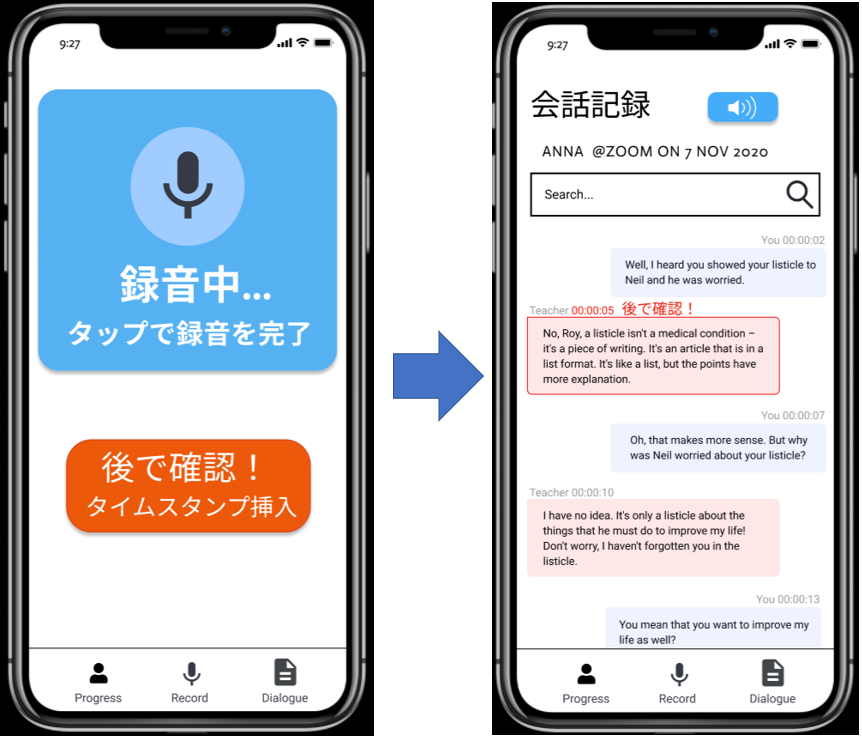 9:27
録音中...
タップで録音を完了
後で確認！
タイムスタンプ挿入
Progress Record Dialogue
9:27
会話記録
ANNA @ZOOM ON 7 NOV 2020
Search...
You 00:00:02
Well, I heard you showed your listicle to
Neil and he was worried.
Teacher 00:00:05 後で確認！
No, Roy, a listicle isn't a medical condition –
it's a piece of writing. It's an article that is in a
list format. It's like a list, but the points have
more explanation.
You 00:00:07
Oh, that makes more sense. But why
was Neil worried about your listicle?
Teacher 00:00:10
I have no idea. It's only a listicle about the
things that he must do to improve my life!
Don't worry, I haven't forgotten you in the
listicle.
You 00:00:13
You mean that you want to improve my
life as well?
Progress Record Dialogue